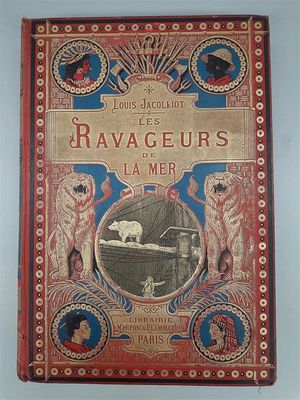 LOUIS JACOLLIOT
LES
RAVAGEURS
DE
LA MER
LIBRAIRIE
MARPON & FLAMMARION
PARIS